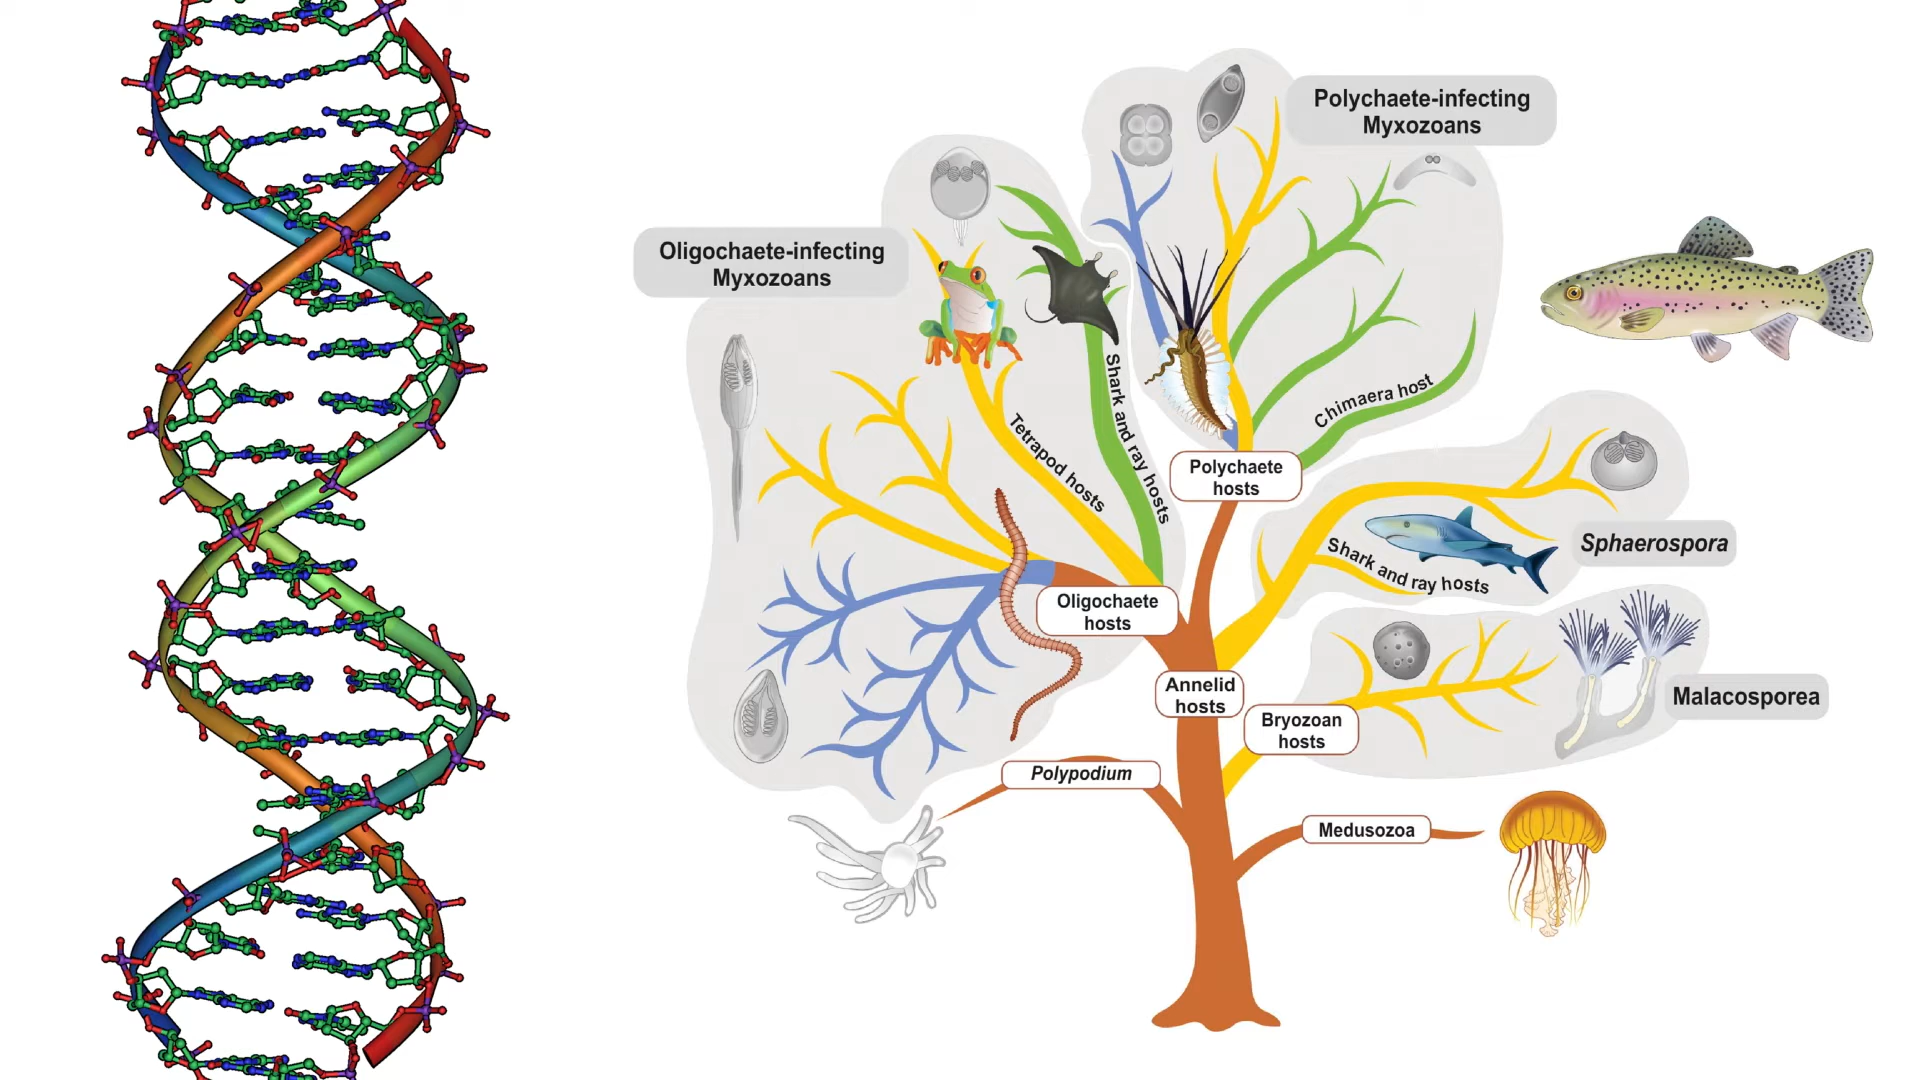 Polychaete-infecting
Myxozoans
Oligochaete-infecting
Myxozoans
Tetrapod hosts
Shark and ray hosts
Chimaera host
Polychaete
hosts
Shark and ray hosts
Sphaerospora
Oligochaete
hosts
Annelid
hosts
Malacosporea
Bryozoan
hosts
Polypodium
Medusozoa